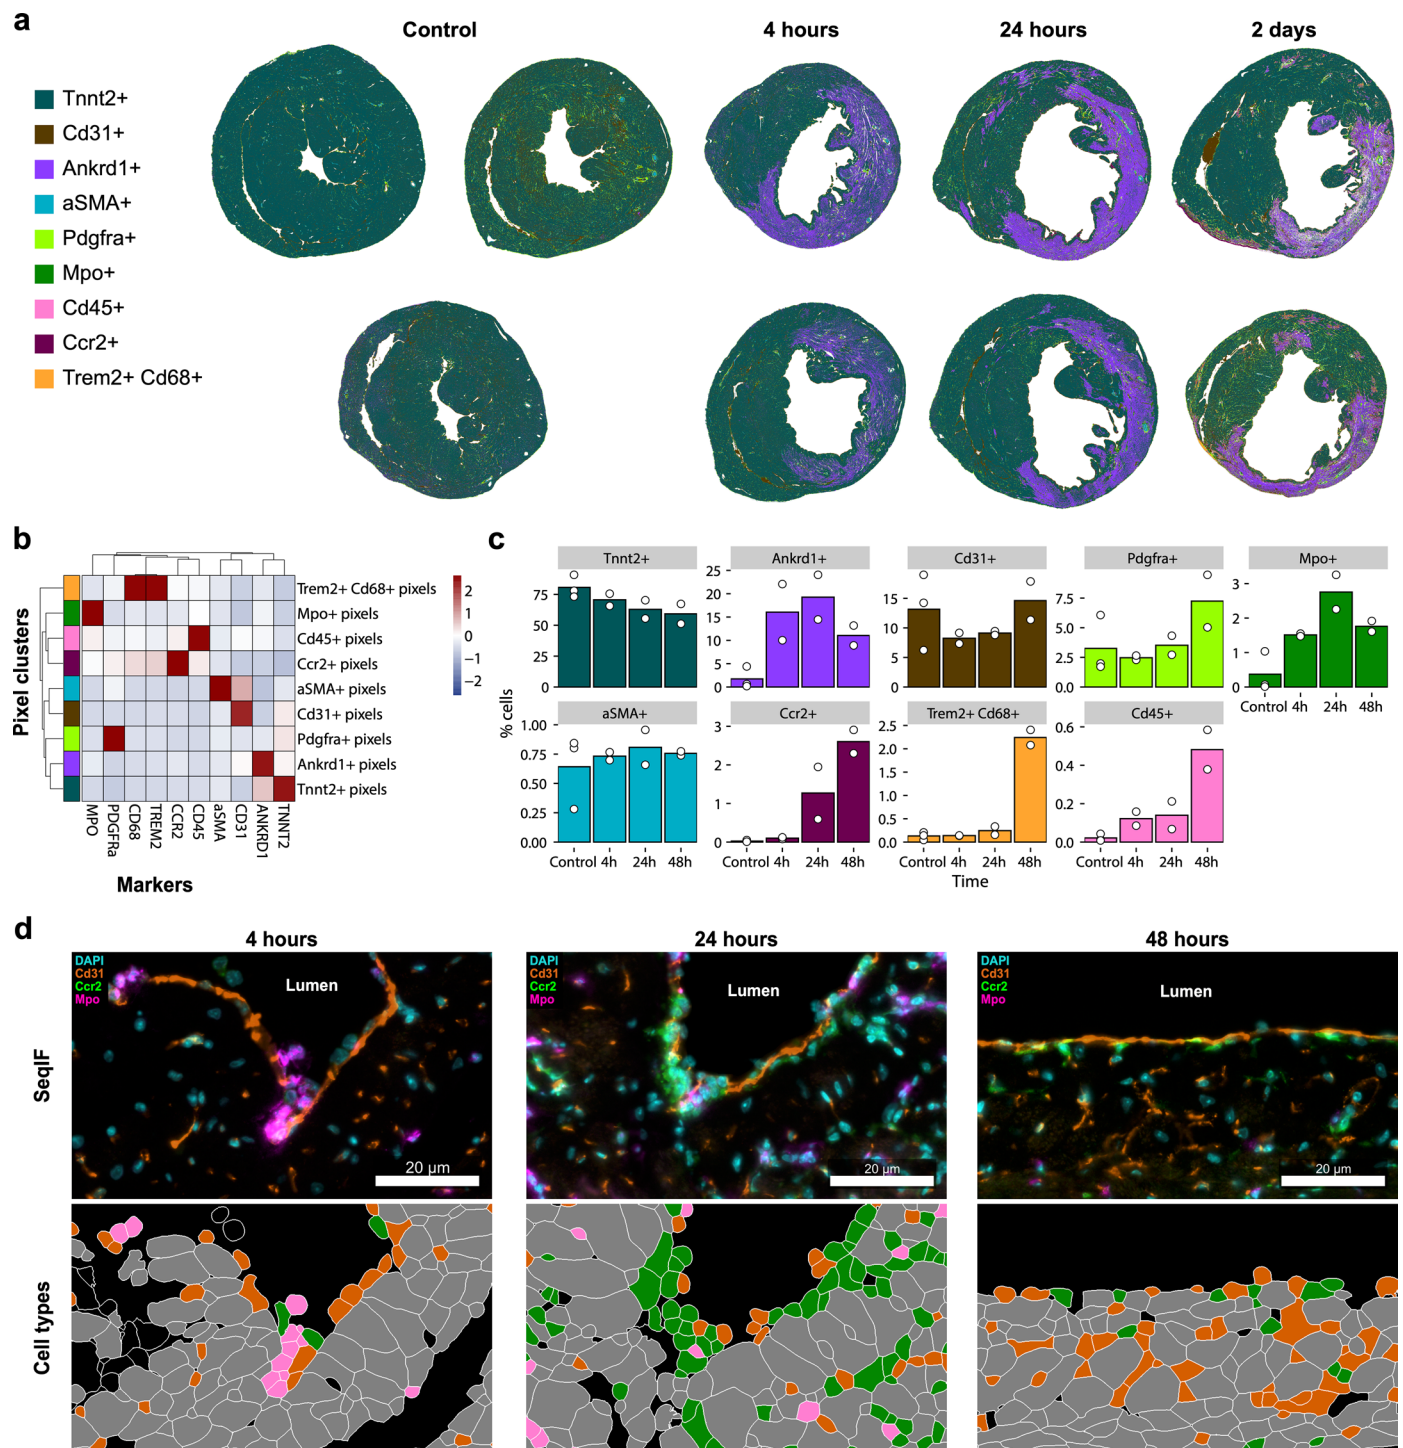 a
Control
4 hours
24 hours
2 days
Tnnt2+
Cd31+
Ankrd1+
aSMA+
Pdgfra+
Mpo+
Cd45+
Ccr2+
Trem2+ Cd68+
b
Pixel clusters
Trem2+ Cd68+ pixels
Mpo+ pixels
Cd45+ pixels
Ccr2+ pixels
aSMA+ pixels
Cd31+ pixels
Pdgfra+ pixels
Ankrd1+ pixels
Tnnt2+ pixels
2
1
0
−1
−2
MPO
PDGFRa
CD68
TREM2
CCR2
CD45
aSMA
CD31
ANKRD1
TNNT2
Markers
c
% cells
Tnnt2+
75
50
25
0
Ankrd1+
25
20
15
10
5
0
Cd31+
15
10
5
0
Pdgfra+
7.5
5.0
2.5
0.0
Mpo+
3
2
1
0
Control 4h 24h 48h
aSMA+
1.00
0.75
0.50
0.25
0.00
Control 4h 24h 48h
Ccr2+
3
2
1
0
Control 4h 24h 48h
Trem2+ Cd68+
2.5
2.0
1.5
1.0
0.5
0.0
Control 4h 24h 48h
Cd45+
0.6
0.4
0.2
0.0
Control 4h 24h 48h
Time
d
4 hours
24 hours
48 hours
SeqIF
DAPI
Cd31
Ccr2
Mpo
Lumen
20 µm
DAPI
Cd31
Ccr2
Mpo
Lumen
20 µm
DAPI
Cd31
Ccr2
Mpo
Lumen
20 µm
Cell types